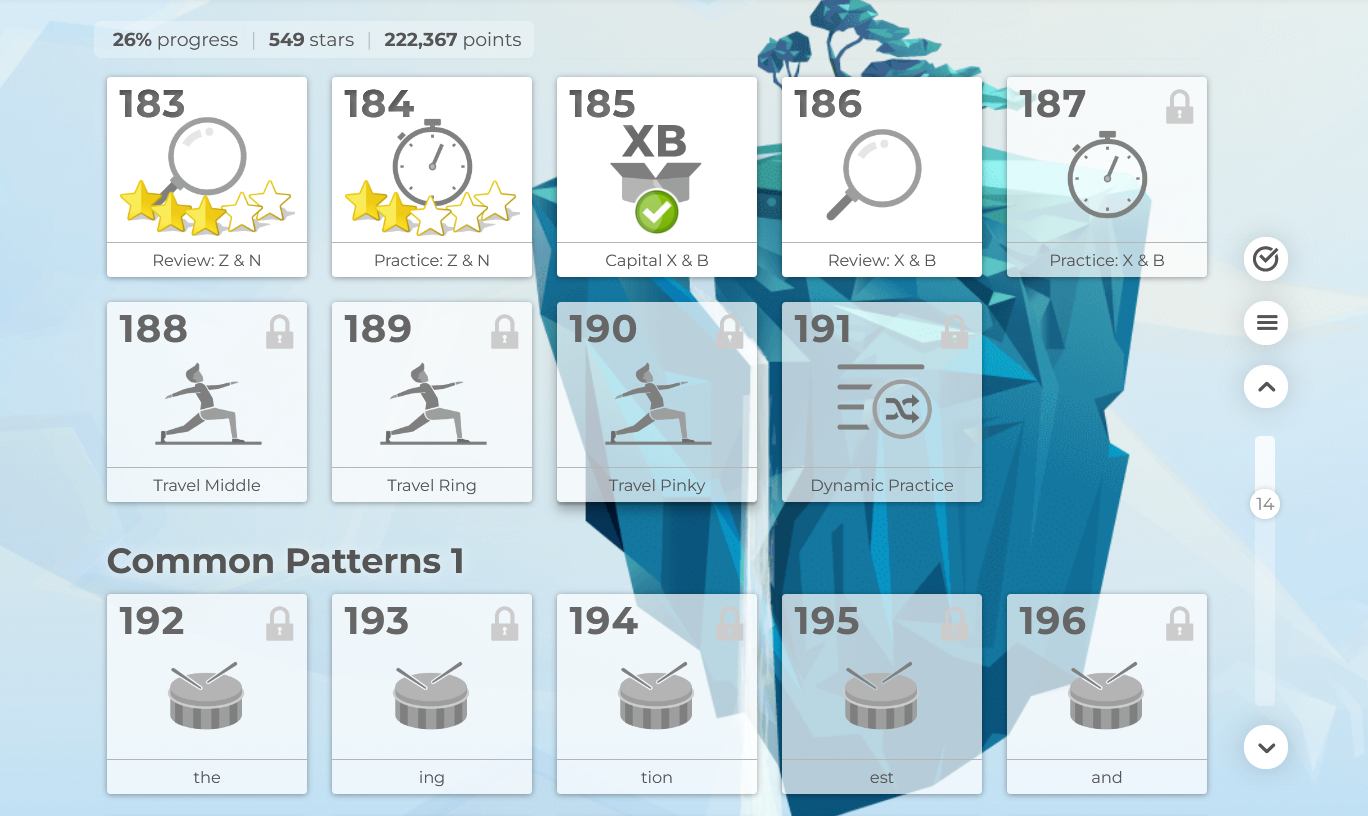 26% progress | 549 stars | 222,367 points
183
184
185
186
187
XB
Review: Z & N
Practice: Z & N
Capital X & B
Review: X & B
Practice: X & B
188
189
190
191
Travel Middle
Travel Ring
Travel Pinky
Dynamic Practice
14
Common Patterns 1
192
193
194
195
196
the
ing
tion
est
and